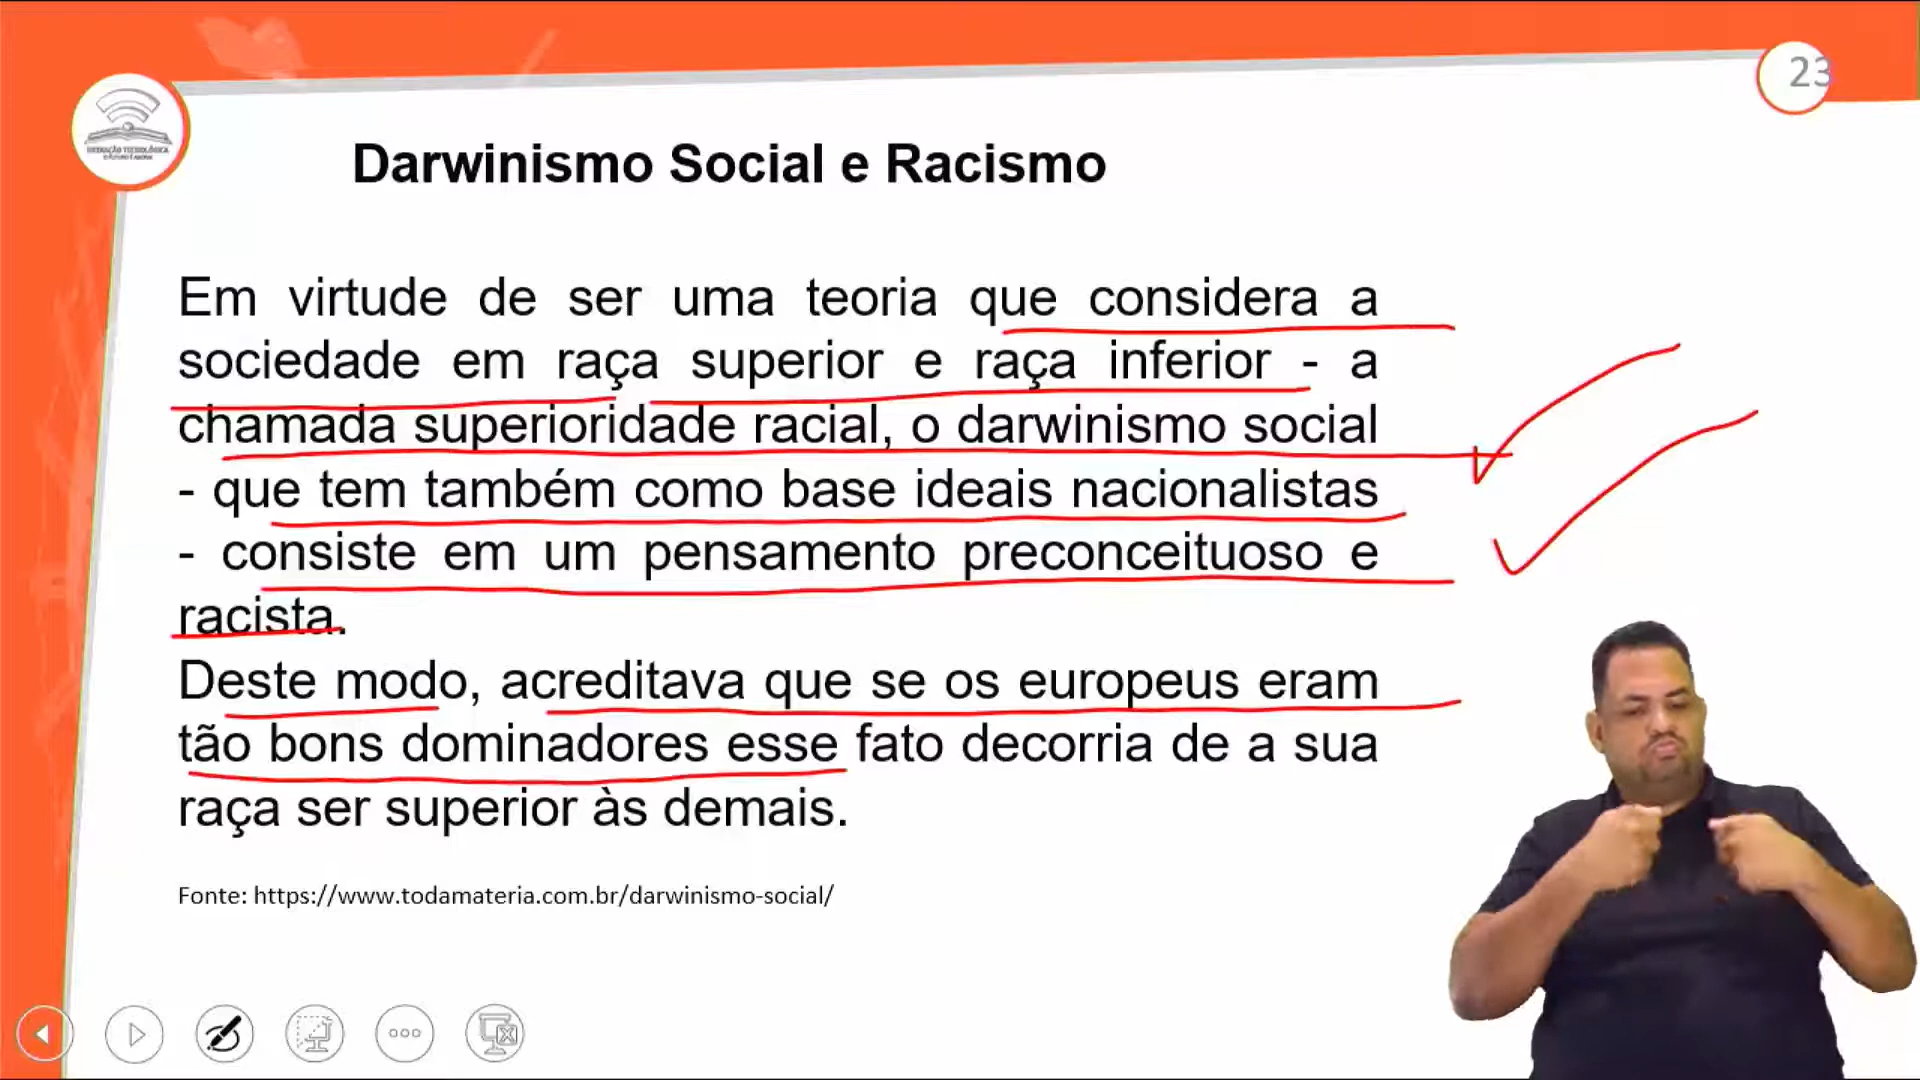 23
MEDIAÇÃO TECNOLÓGICA
Darwinismo Social e Racismo
Em virtude de ser uma teoria que considera a
sociedade em raça superior e raça inferior - a
chamada superioridade racial, o darwinismo social
- que tem também como base ideais nacionalistas
- consiste em um pensamento preconceituoso e
racista.
Deste modo, acreditava que se os europeus eram
tão bons dominadores esse fato decorria de a sua
raça ser superior às demais.
Fonte: https://www.todamateria.com.br/darwinismo-social/